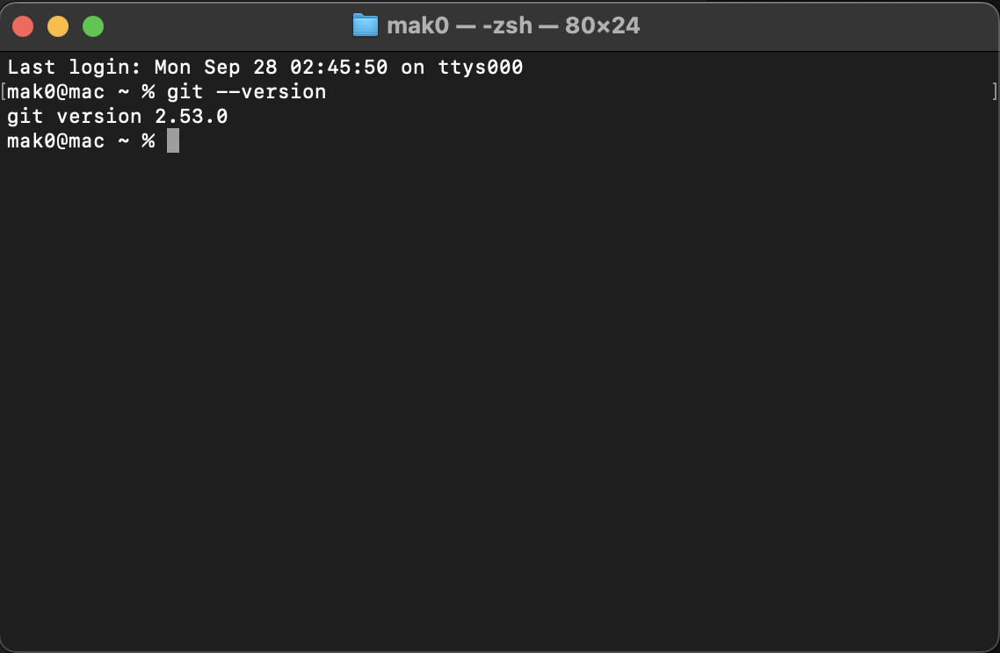 mak0 — -zsh — 80×24
Last login: Mon Sep 28 02:45:50 on ttys000
[mak0@mac ~ % git --version ]
git version 2.53.0
mak0@mac ~ %